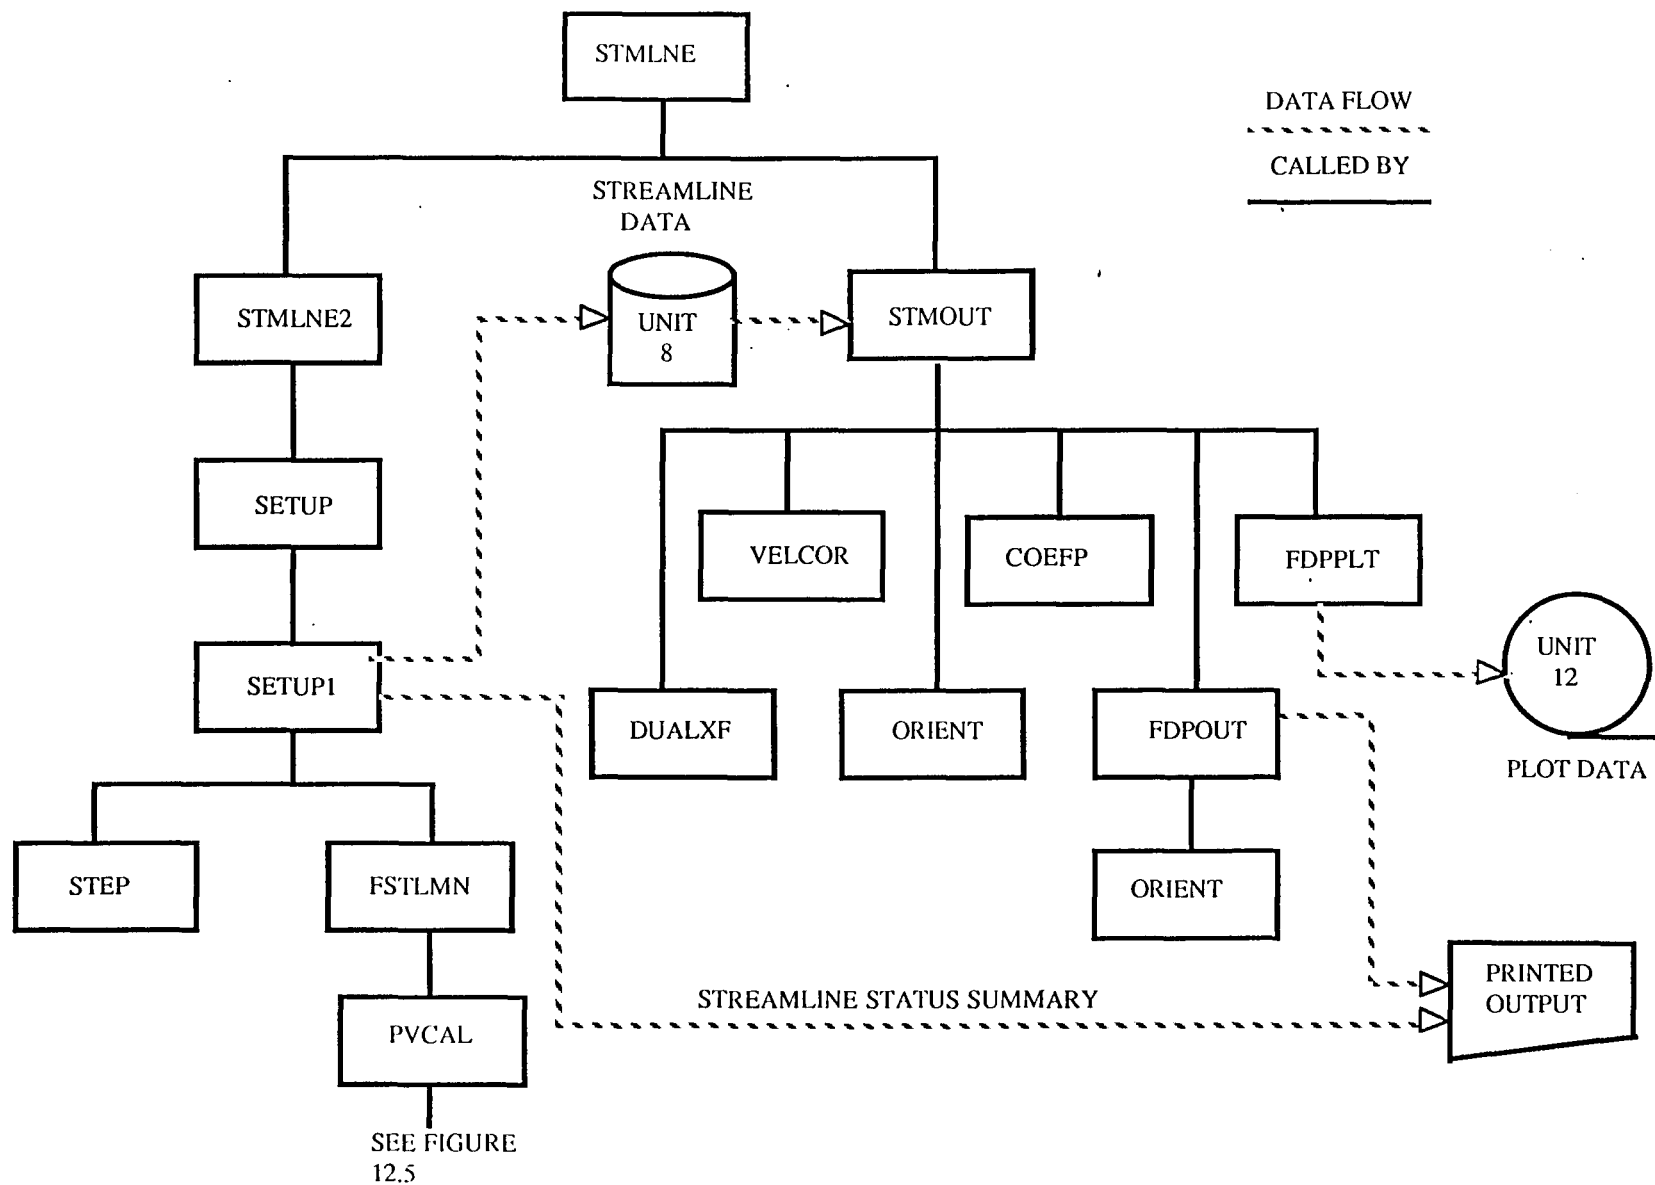 STMLNE
DATA FLOW
CALLED BY
STREAMLINE
DATA
STMLNE2
UNIT
8
STMOUT
SETUP
VELCOR
COEFP
FDPPLT
SETUP1
UNIT
12
DUALXF
ORIENT
FDPOUT
PLOT DATA
STEP
FSTLMN
ORIENT
PRINTED
OUTPUT
STREAMLINE STATUS SUMMARY
PVCAL
SEE FIGURE
12.5